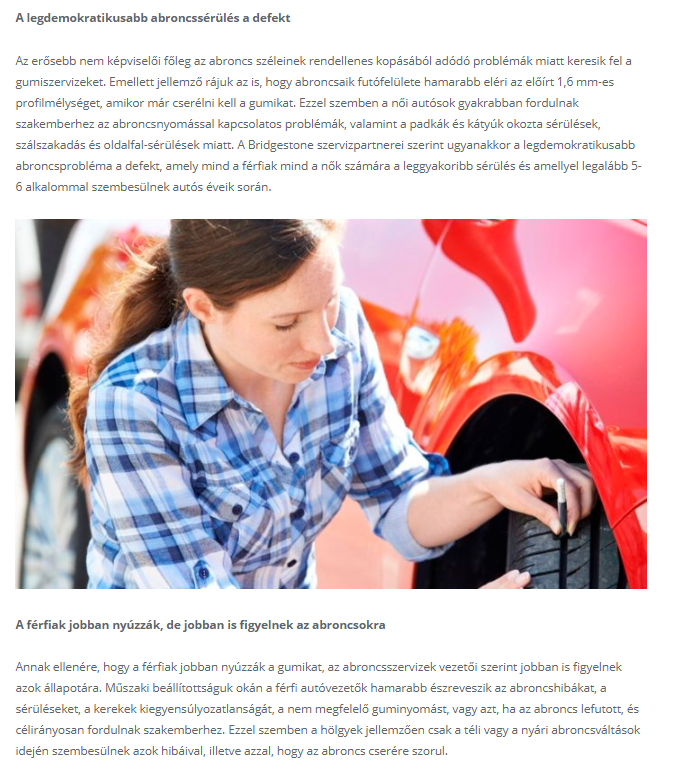 A legdemokratikusabb abroncssérülés a defekt
Az erősebb nem képviselői főleg az abroncs széleinek rendellenes kopásából adódó problémák miatt keresik fel a
gumiszervizeket. Emellett jellemző rájuk az is, hogy abroncsaik futófelülete hamarabb eléri az előírt 1,6 mm-es
profilmélységet, amikor már cserélni kell a gumikat. Ezzel szemben a női autósok gyakrabban fordulnak
szakemberhez az abroncsnyomással kapcsolatos problémák, valamint a padkák és kátyúk okozta sérülések,
szálszakadás és oldalfal-sérülések miatt. A Bridgestone szervizpartnerei szerint ugyanakkor a legdemokratikusabb
abroncsprobléma a defekt, amely mind a férfiak mind a nők számára a leggyakoribb sérülés és amellyel legalább 5-
6 alkalommal szembesülnek autós éveik során.
A férfiak jobban nyúzzák, de jobban is figyelnek az abroncsokra
Annak ellenére, hogy a férfiak jobban nyúzzák a gumikat, az abroncsszervizek vezetői szerint jobban is figyelnek
azok állapotára. Műszaki beállítottságuk okán a férfi autóvezetők hamarabb észreveszik az abroncshibákat, a
sérüléseket, a kerekek kiegyensúlyozatlanságát, a nem megfelelő guminyomást, vagy azt, ha az abroncs lefutott, és
célirányosan fordulnak szakemberhez. Ezzel szemben a hölgyek jellemzően csak a téli vagy a nyári abroncsváltások
idején szembesülnek azok hibáival, illetve azzal, hogy az abroncs cserére szorul.